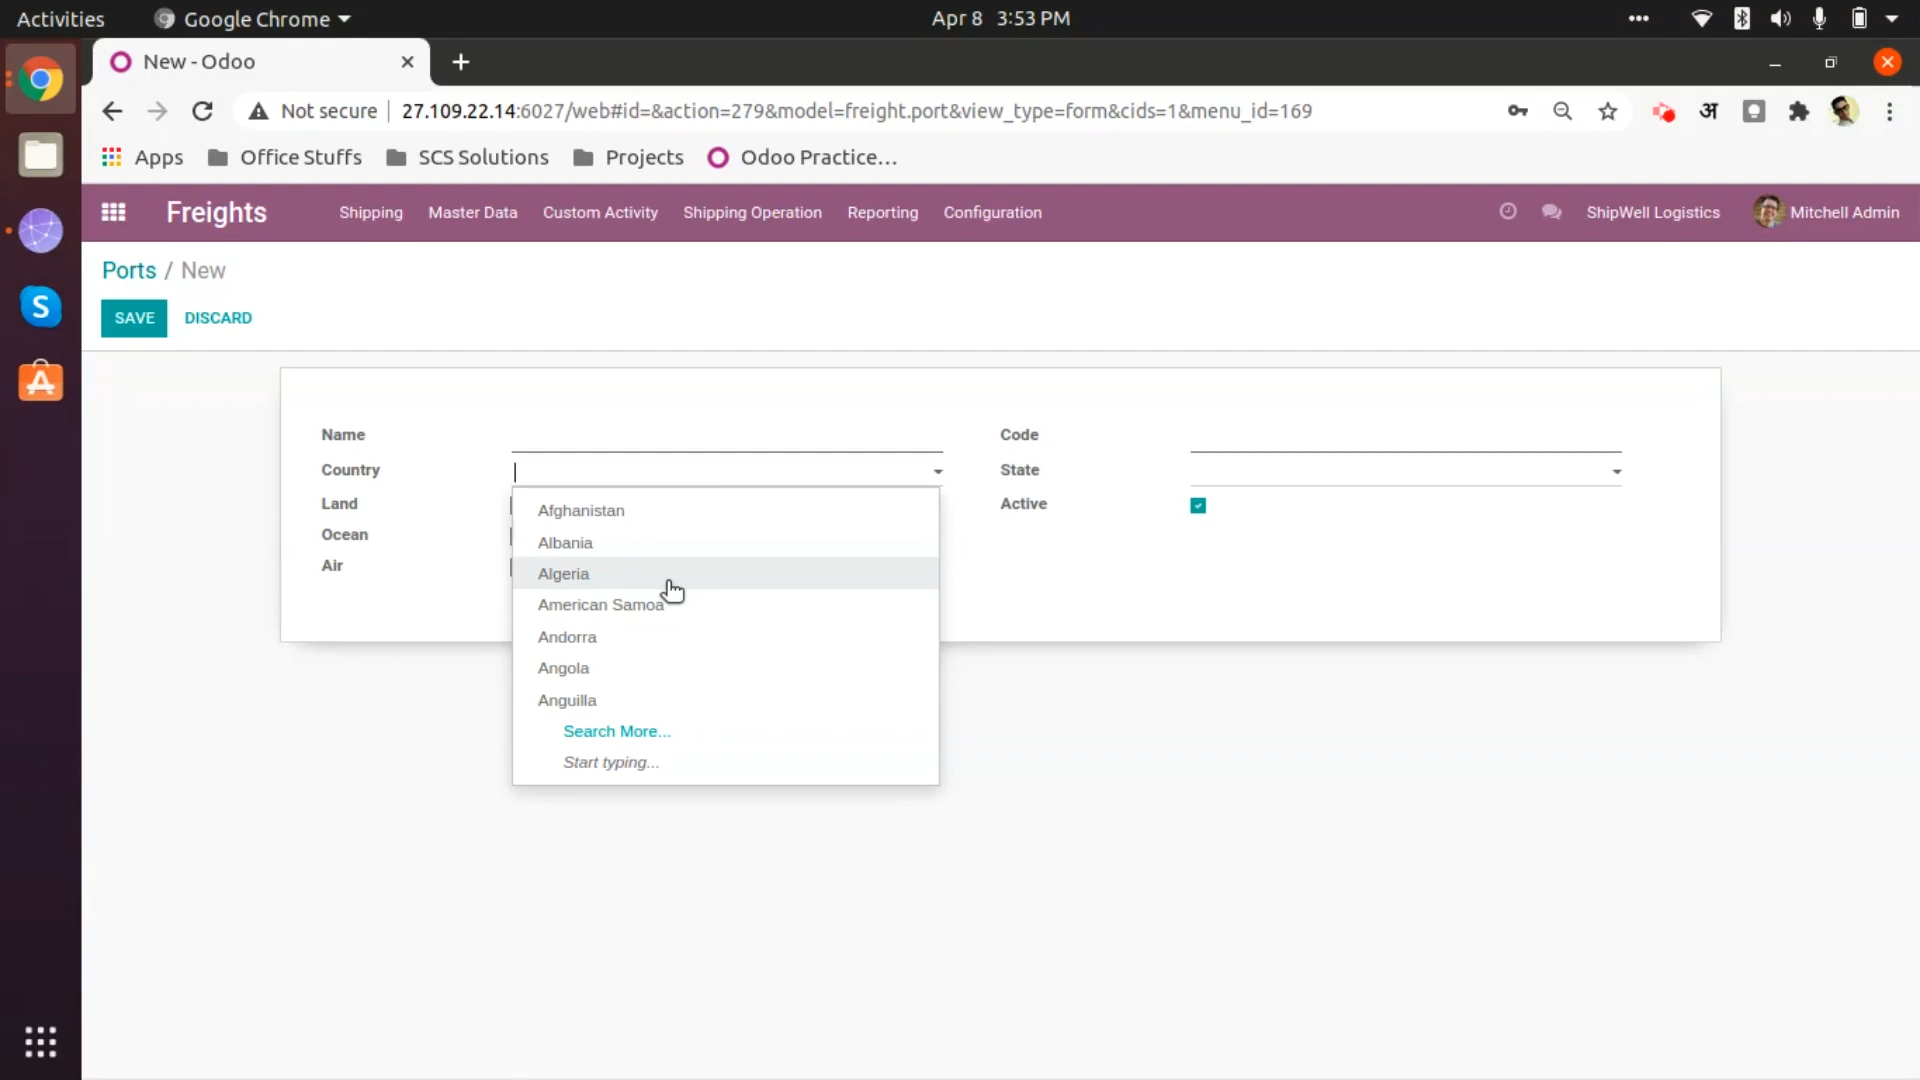 Activities Google Chrome Apr 8 3:53 PM
New - Odoo
Not secure 27.109.22.14:6027/web#id=&action=279&model=freight.port&view_type=form&cids=1&menu_id=169 अ
Apps Office Stuffs SCS Solutions Projects Odoo Practice...
Freights Shipping Master Data Custom Activity Shipping Operation Reporting Configuration ShipWell Logistics Mitchell Admin
Ports / New
SAVE DISCARD
Name Code
Country State
Land Active
Ocean
Air
Afghanistan
Albania
Algeria
American Samoa
Andorra
Angola
Anguilla
Search More...
Start typing...